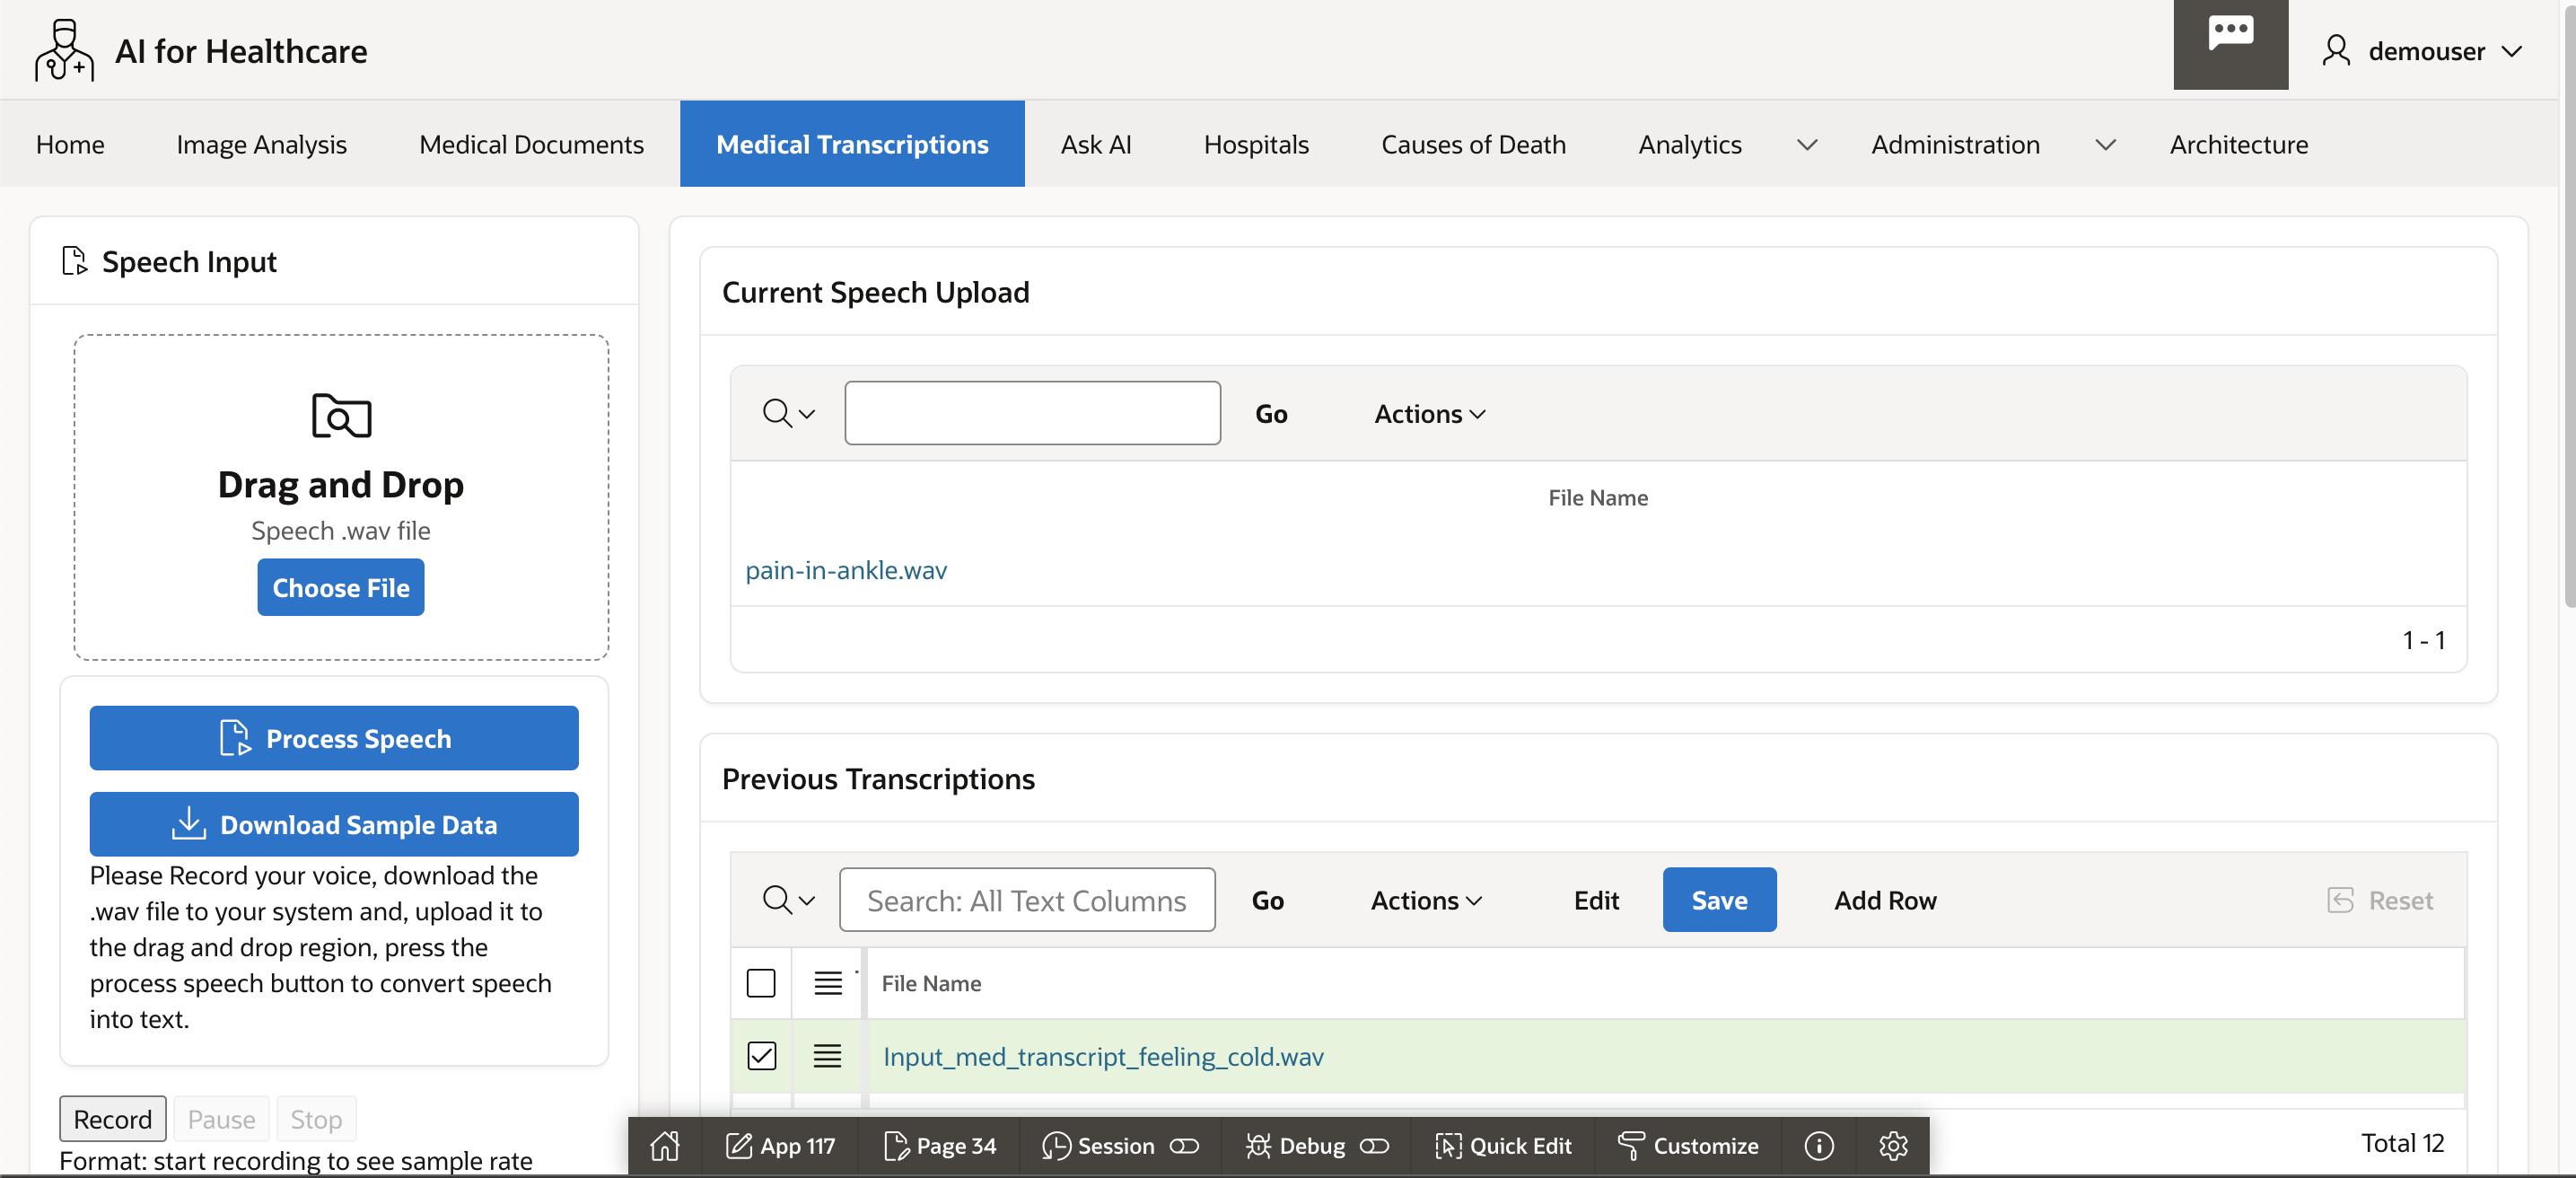 AI for Healthcare
demouser
Home
Image Analysis
Medical Documents
Medical Transcriptions
Ask AI
Hospitals
Causes of Death
Analytics
Administration
Architecture
Speech Input
Drag and Drop
Speech .wav file
Choose File
Process Speech
Download Sample Data
Please Record your voice, download the
.wav file to your system and, upload it to
the drag and drop region, press the
process speech button to convert speech
into text.
Record
Pause
Stop
Format: start recording to see sample rate
Current Speech Upload
Go
Actions
File Name
pain-in-ankle.wav
1 - 1
Previous Transcriptions
Search: All Text Columns
Go
Actions
Edit
Save
Add Row
Reset
File Name
Input_med_transcript_feeling_cold.wav
Total 12
App 117
Page 34
Session
Debug
Quick Edit
Customize